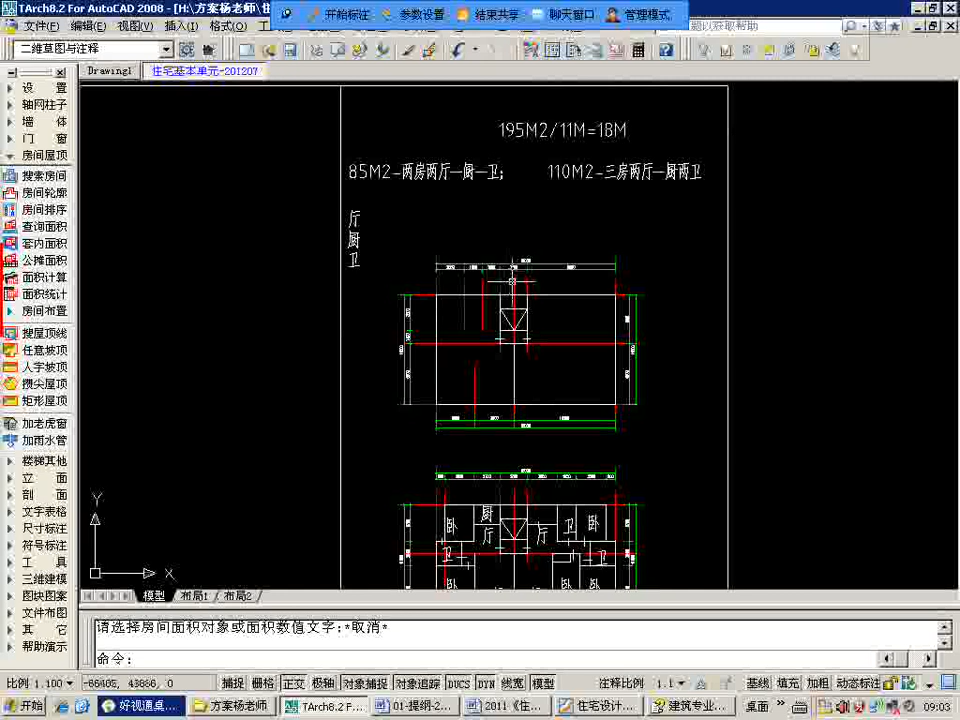 TArch8.2 For AutoCAD 2008 - [H:\方案杨老师\住
开始标注 参数设置 结束共享 聊天窗口 管理模式
文件(F) 编辑(E) 视图(V) 插入(I) 格式(O)
二维草图与注释
Drawing1 住宅基本单元-201207
设 置
轴网柱子
墙 体
门 窗
房间屋顶
搜索房间
房间轮廓
房间排序
查询面积
套内面积
公摊面积
面积计算
面积统计
房间布置
搜屋顶线
任意坡顶
人字坡顶
攒尖屋顶
矩形屋顶
加老虎窗
加雨水管
楼梯其他
立 面
剖 面
文字表格
尺寸标注
符号标注
工 具
三维建模
图块图案
文件布图
其 它
帮助演示
195M2/11M=18M
85M2-两房两厅一厨一卫; 110M2-三房两厅一厨两卫
厅
厨
卫
卧 厨 厅 厅 卫 卧
卫 卫
卧 卧 卧
Y
X
模型 布局1 布局2
请选择房间面积对象或面积数值文字:*取消*
命令:
比例 1:100 -66405, 43886, 0 捕捉 栅格 正交 极轴 对象捕捉 对象追踪 DUCS DYN 线宽 模型 注释比例 1:1 基线 填充 加粗 动态标注
开始 好视通桌... 方案杨老师 TArch8.2 F... 01-提纲-2... 2011《住... 住宅设计... 建筑专业... 桌面 09:03